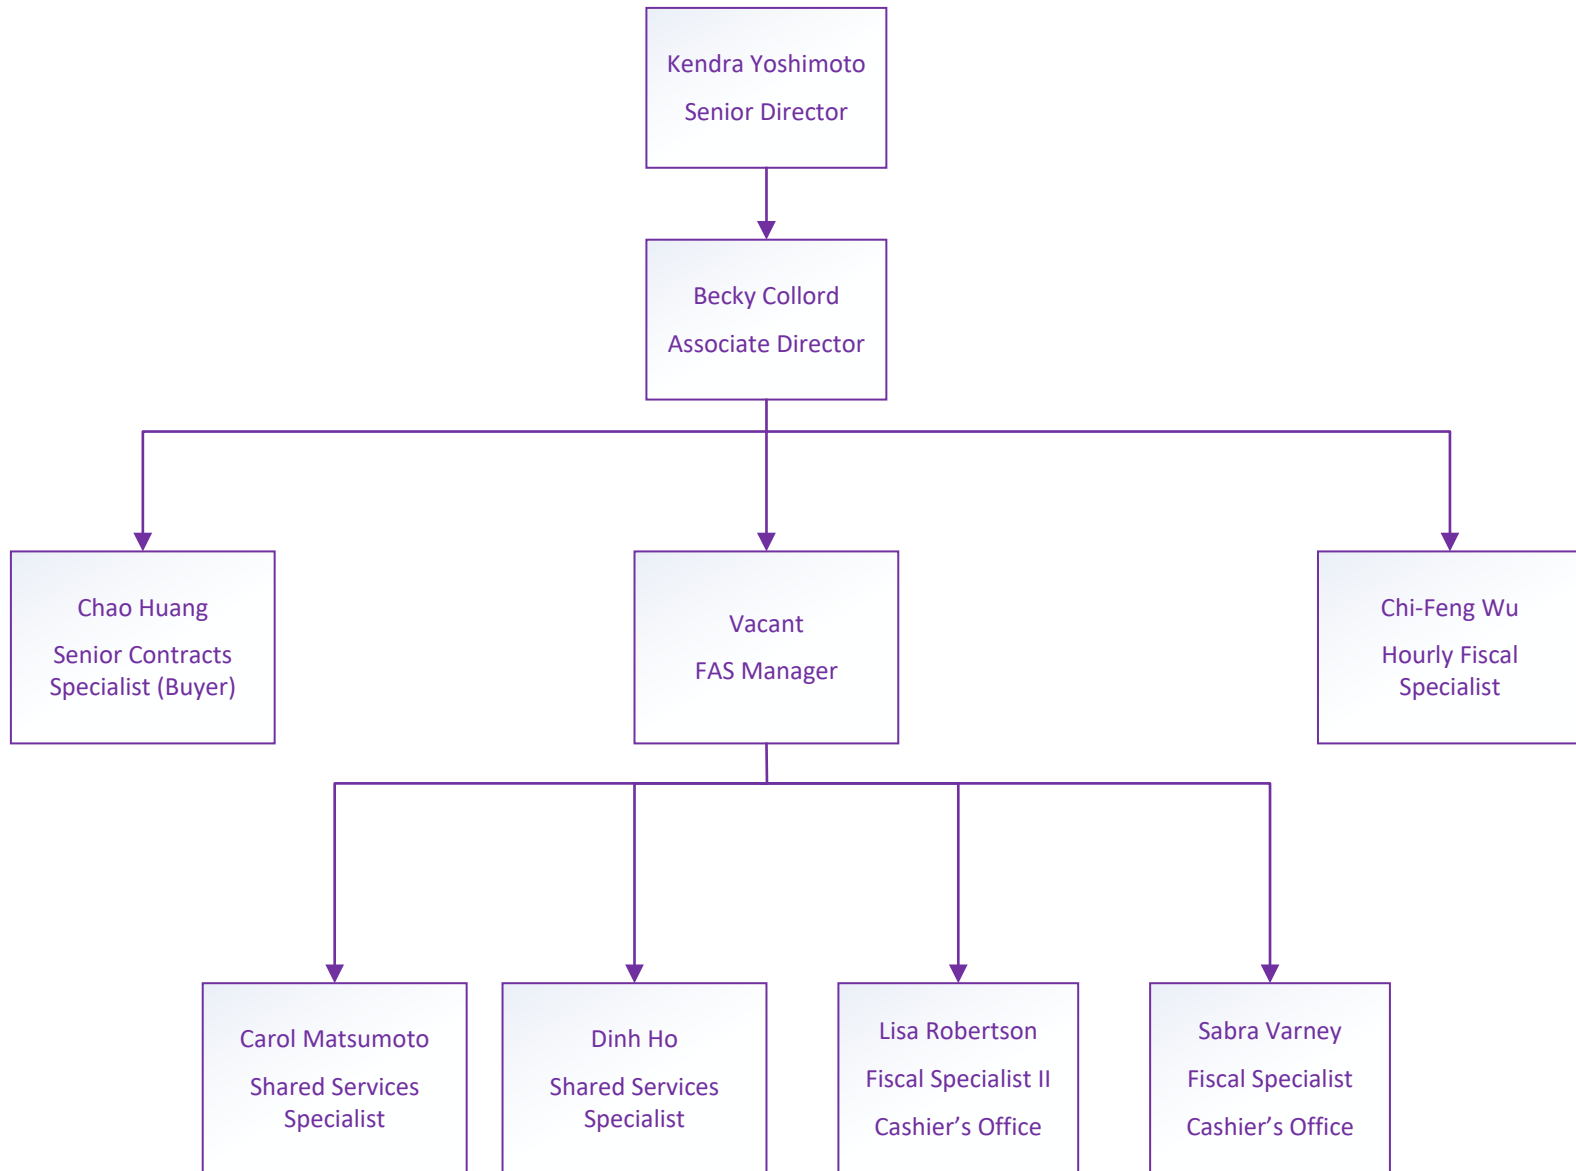 Kendra Yoshimoto
Senior Director
Becky Collord
Associate Director
Chao Huang
Senior Contracts
Specialist (Buyer)
Vacant
FAS Manager
Chi-Feng Wu
Hourly Fiscal
Specialist
Carol Matsumoto
Shared Services
Specialist
Dinh Ho
Shared Services
Specialist
Lisa Robertson
Fiscal Specialist II
Cashier’s Office
Sabra Varney
Fiscal Specialist
Cashier’s Office